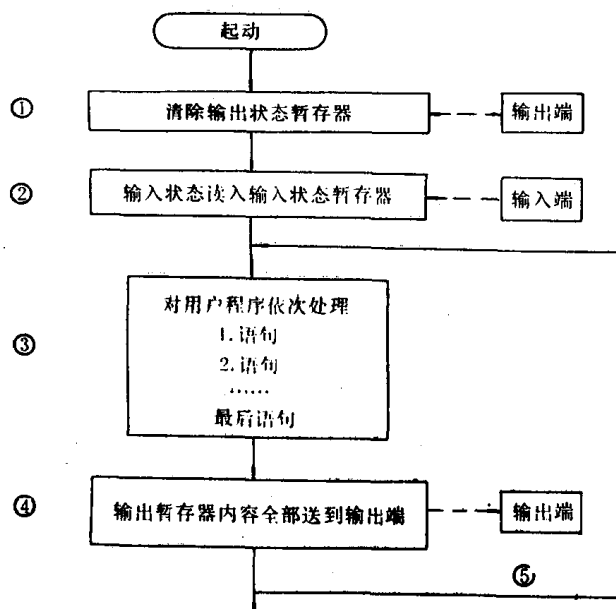 起动
① 清除输出状态暂存器 输出端
② 输入状态读入输入状态暂存器 输入端
③ 对用户程序依次处理
1.语句
2.语句
……
最后语句
④ 输出暂存器内容全部送到输出端 输出端
⑤